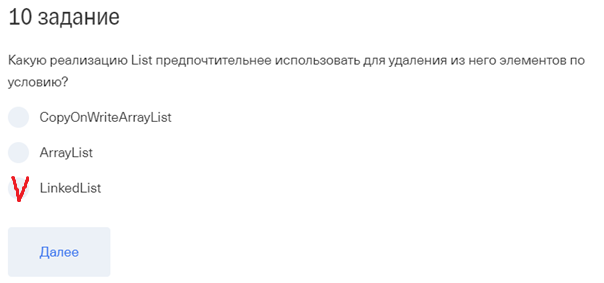 10 задание
Какую реализацию List предпочтительнее использовать для удаления из него элементов по
условию?
CopyOnWriteArrayList
ArrayList
LinkedList
Далее